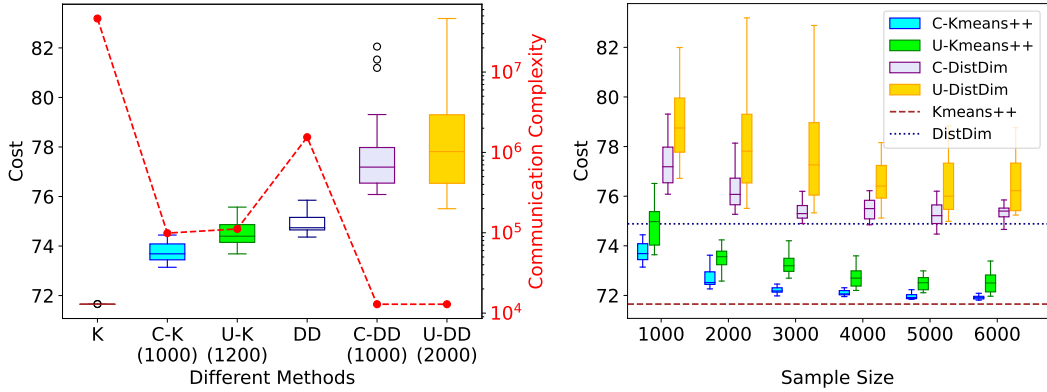 Cost
82
80
78
76
74
72
K
C-K
(1000)
U-K
(1200)
DD
C-DD
(1000)
U-DD
(2000)
Different Methods
10^7
10^6
10^5
10^4
Communication Complexity
Cost
82
80
78
76
74
72
1000 2000 3000 4000 5000 6000
Sample Size
C-Kmeans++
U-Kmeans++
C-DistDim
U-DistDim
Kmeans++
DistDim